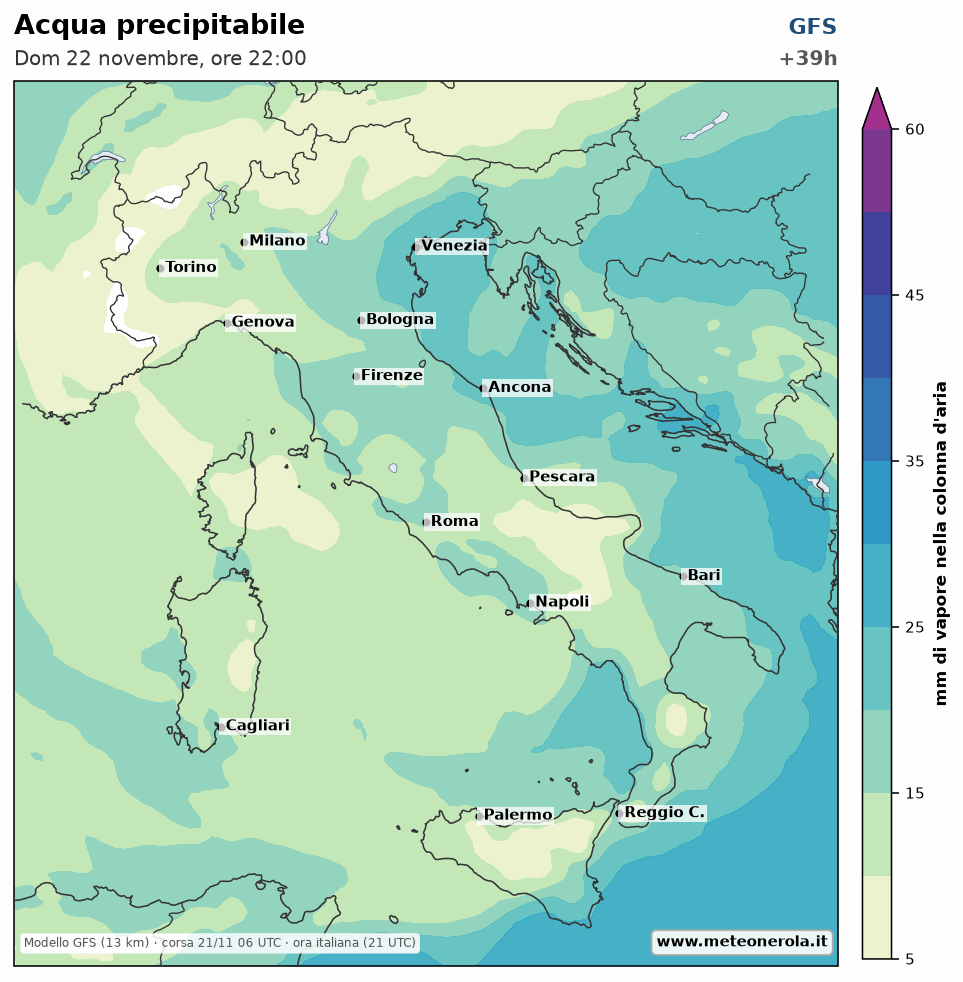 Acqua precipitabile
GFS
Dom 22 novembre, ore 22:00
+39h
60
45
35
25
15
5
mm di vapore nella colonna d'aria
Milano
Venezia
Torino
Genova
Bologna
Firenze
Ancona
Pescara
Roma
Bari
Napoli
Cagliari
Palermo
Reggio C.
Modello GFS (13 km) · corsa 21/11 06 UTC · ora italiana (21 UTC)
www.meteonerola.it